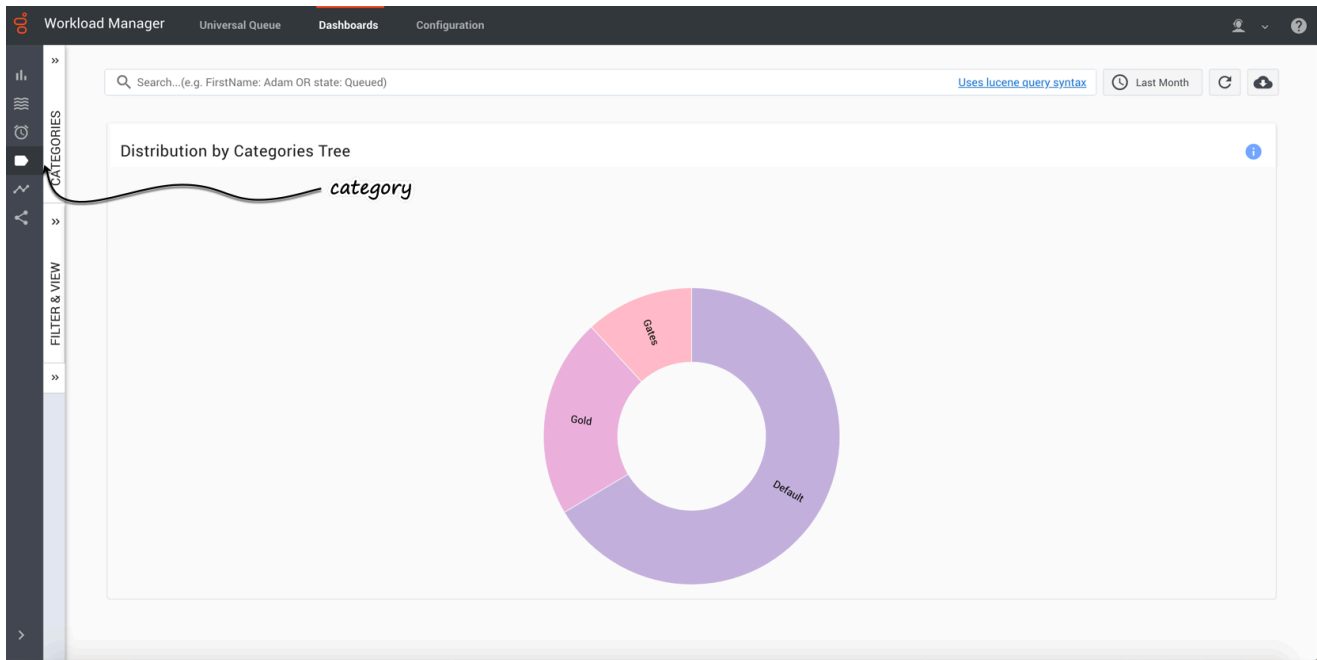 Workload Manager
Universal Queue
Dashboards
Configuration
CATEGORIES
FILTER & VIEW
Search...(e.g. FirstName: Adam OR state: Queued)
Uses lucene query syntax
Last Month
Distribution by Categories Tree
category
Gates
Gold
Default